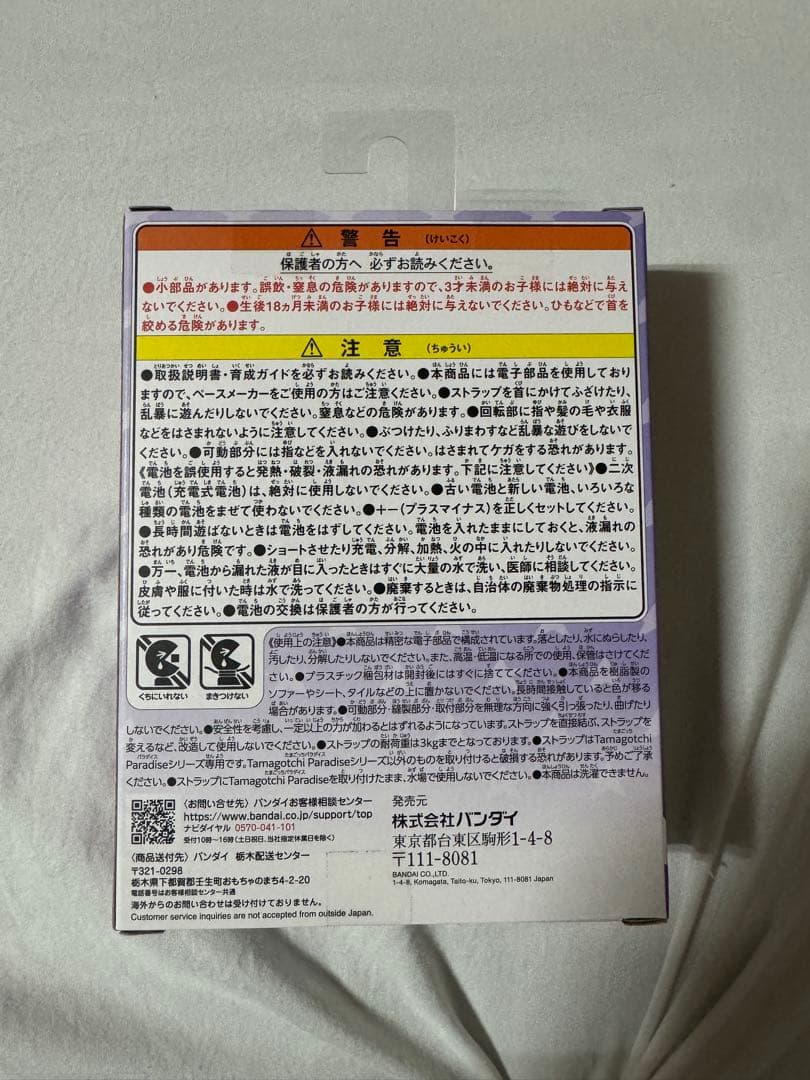 警告 (けいこく)
保護者の方へ 必ずお読みください。
●小部品があります。誤飲・窒息の危険がありますので、3才未満のお子様には絶対に与え
ないでください。●生後18ヵ月未満のお子様には絶対に与えないでください。ひもなどで首を
絞める危険があります。
注意 (ちゅうい)
●取扱説明書・育成ガイドを必ずお読みください。●本商品には電子部品を使用しており
ますので、ペースメーカーをご使用の方はご注意ください。●ストラップを首にかけてふざけたり、
乱暴に遊んだりしないでください。窒息などの危険があります。●回転部に指や髪の毛や衣服
などをはさまれないように注意してください。●ぶつけたり、ふりまわすなど乱暴な遊びをしないで
ください。●可動部分には指などを入れないでください。はさまれてケガをする恐れがあります。
《電池を誤使用すると発熱・破裂・液漏れの恐れがあります。下記に注意してください》●二次
電池(充電式電池)は、絶対に使用しないでください。●古い電池と新しい電池、いろいろな
種類の電池をまぜて使わないでください。●+−(プラスマイナス)を正しくセットしてください。
●長時間遊ばないときは電池をはずしてください。電池を入れたままにしておくと、液漏れの
恐れがあり危険です。●ショートさせたり充電、分解、加熱、火の中に入れたりしないでください。
●万一、電池から漏れた液が目に入ったときはすぐに大量の水で洗い、医師に相談してください。
皮膚や服に付いた時は水で洗ってください。●廃棄するときは、自治体の廃棄物処理の指示に
従ってください。●電池の交換は保護者の方が行ってください。
くちにいれない
まきつけない
《使用上の注意》●本商品は精密な電子部品で構成されています。落としたり、水にぬらしたり、
汚したり、分解したりしないでください。また、高温・低温になる所での使用、保管はさけてくだ
さい。●プラスチック梱包材は開封後にはすぐに捨ててください。●本商品を樹脂製の
ソファーやシート、タイルなどの上に置かないでください。長時間接触していると色が移る
場合があります。●可動部分・縫製部分・取付部分を無理な方向に強く引っ張ったり、曲げたり
しないでください。●安全性を考慮し、一定以上の力が加わるとはずれるようになっています。ストラップを直接結ぶ、ストラップを
変えるなど、改造して使用しないでください。●ストラップの耐荷重は3kgまでとなっております。●ストラップはTamagotchi
Paradiseシリーズ専用です。Tamagotchi Paradiseシリーズ以外のものを取り付けると破損する恐れがあります。予めご了承
ください。●ストラップにTamagotchi Paradiseを取り付けたまま、水場で使用しないでください。●本商品は洗濯できません。
〈お問い合せ先〉バンダイお客様相談センター
https://www.bandai.co.jp/support/top
ナビダイヤル 0570-041-101
受付10時〜16時(土日祝日、当社指定休業日を除く)
〈商品送付先〉バンダイ 栃木配送センター
〒321-0298
栃木県下都賀郡壬生町おもちゃのまち4-2-20
電話番号はお客様相談センター共通
海外からのお問い合せは受け付けておりません。
Customer service inquiries are not accepted from outside Japan.
発売元
株式会社バンダイ
東京都台東区駒形1-4-8
〒111-8081
BANDAI CO.,LTD.
1-4-8, Komagata, Taito-ku, Tokyo, 111-8081 Japan